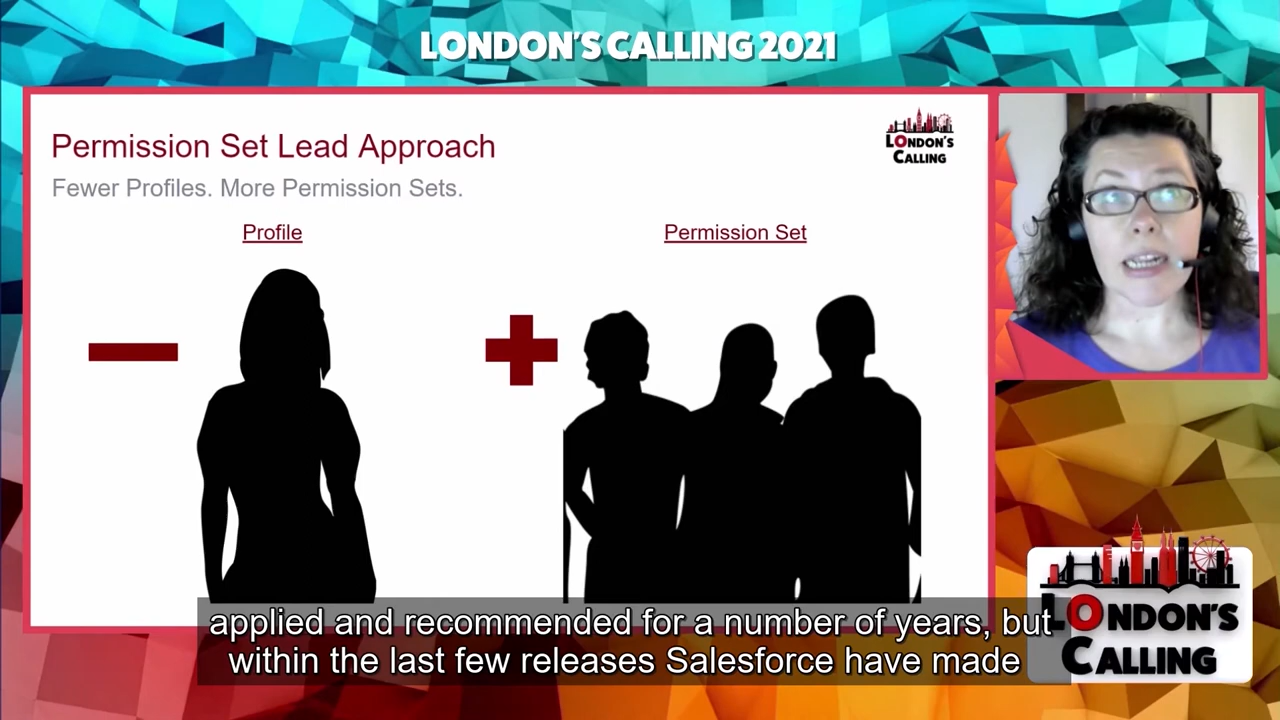 LONDON'S CALLING 2021
Permission Set Lead Approach
Fewer Profiles. More Permission Sets.
LONDON'S
CALLING
Profile
Permission Set
applied and recommended for a number of years, but
within the last few releases Salesforce have made
LONDON'S
CALLING